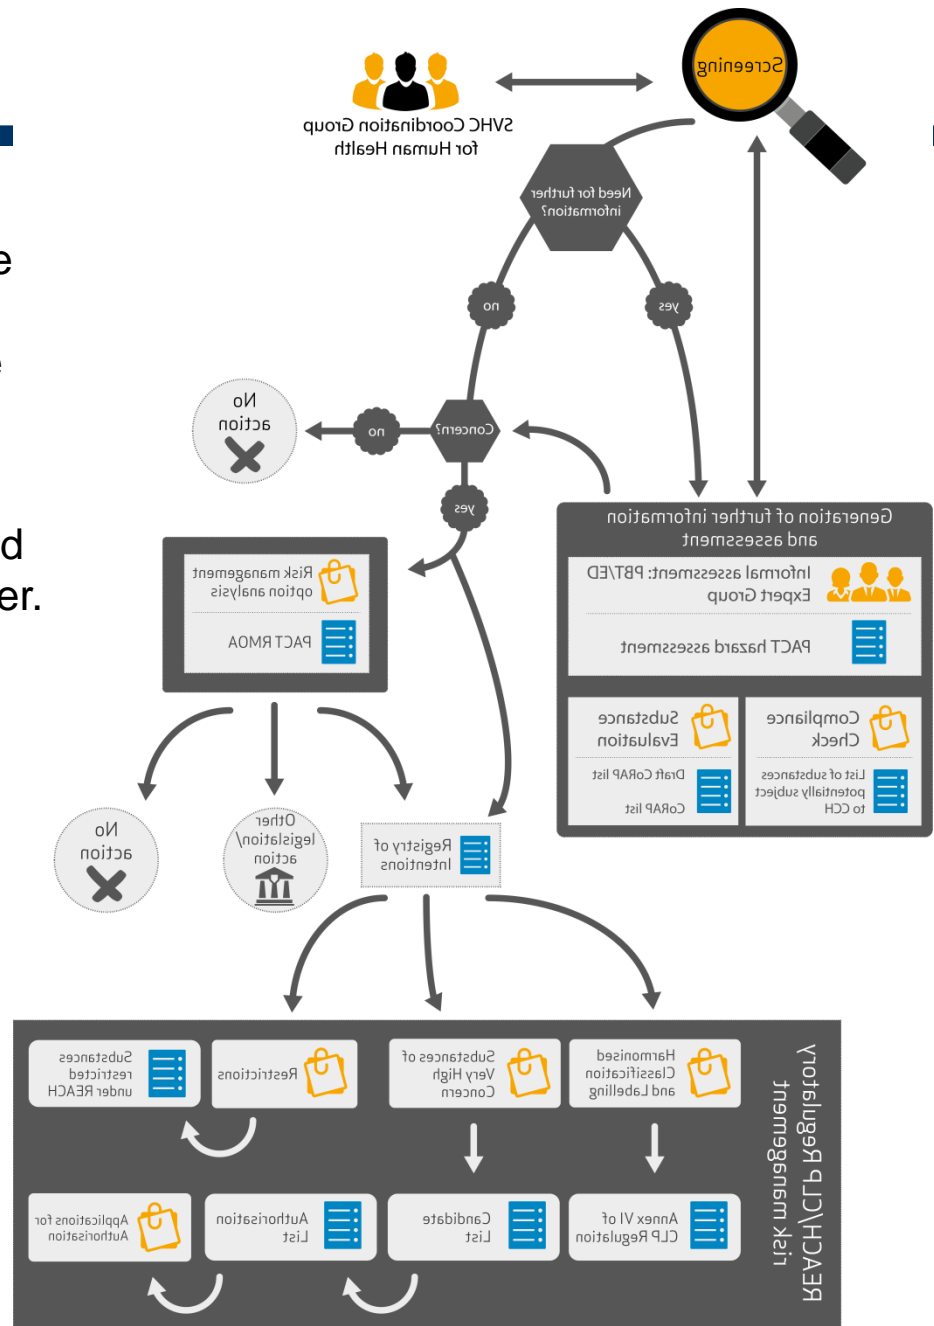 Screening
SVHC Coordination Group
for Human Health
Need for further
information?
e
no
yes
e
No
action
no
Concern?
yes
d
er.
Generation of further information
and assessment
Informal assessment: PBT/ED
Expert Group
PACT hazard assessment
Risk management
option analysis
PACT RMOA
Substance
Evaluation
Draft CoRAP list
CoRAP list
Compliance
Check
List of substances
potentially subject
to CCH
No
action
Other
legislation/
action
Registry of
Intentions
REACH/CLP Regulatory
risk management
Harmonised
Classification
and Labelling
Substances of
Very High
Concern
Restrictions
Substances
restricted
under REACH
Annex VI of
CLP Regulation
Candidate
List
Authorisation
List
Applications for
Authorisation